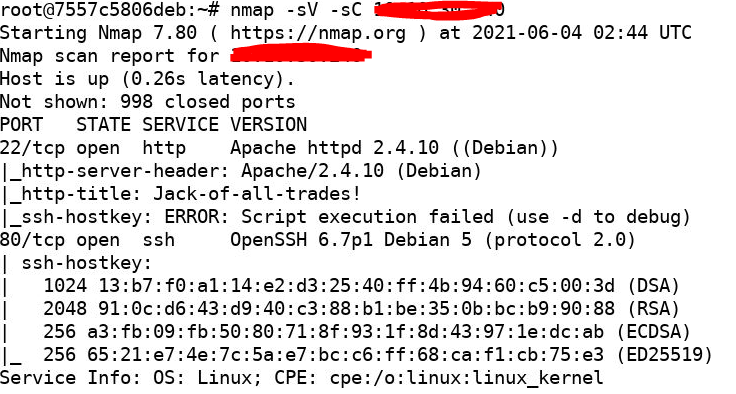 root@7557c5806deb:~# nmap -sV -sC
Starting Nmap 7.80 ( https://nmap.org ) at 2021-06-04 02:44 UTC
Nmap scan report for
Host is up (0.26s latency).
Not shown: 998 closed ports
PORT   STATE SERVICE VERSION
22/tcp open  http    Apache httpd 2.4.10 ((Debian))
|_http-server-header: Apache/2.4.10 (Debian)
|_http-title: Jack-of-all-trades!
|_ssh-hostkey: ERROR: Script execution failed (use -d to debug)
80/tcp open  ssh     OpenSSH 6.7p1 Debian 5 (protocol 2.0)
| ssh-hostkey:
|   1024 13:b7:f0:a1:14:e2:d3:25:40:ff:4b:94:60:c5:00:3d (DSA)
|   2048 91:0c:d6:43:d9:40:c3:88:b1:be:35:0b:bc:b9:90:88 (RSA)
|   256 a3:fb:09:fb:50:80:71:8f:93:1f:8d:43:97:1e:dc:ab (ECDSA)
|_  256 65:21:e7:4e:7c:5a:e7:bc:c6:ff:68:ca:f1:cb:75:e3 (ED25519)
Service Info: OS: Linux; CPE: cpe:/o:linux:linux_kernel